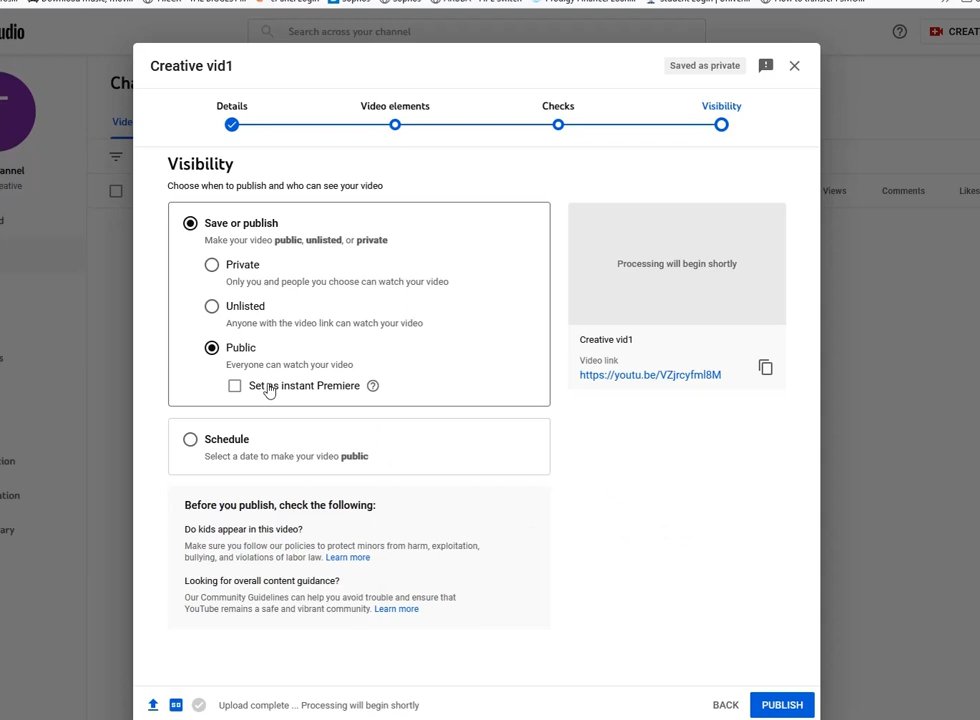 udio
Search across your channel
CREAT
Creative vid1
Saved as private
Details
Video elements
Checks
Visibility
Cha
Vide
annel
eative
Views
Comments
Likes
d
s
tion
ation
ary
Visibility
Choose when to publish and who can see your video
Save or publish
Make your video public, unlisted, or private
Private
Only you and people you choose can watch your video
Unlisted
Anyone with the video link can watch your video
Public
Everyone can watch your video
Set as instant Premiere
Schedule
Select a date to make your video public
Before you publish, check the following:
Do kids appear in this video?
Make sure you follow our policies to protect minors from harm, exploitation,
bullying, and violations of labor law. Learn more
Looking for overall content guidance?
Our Community Guidelines can help you avoid trouble and ensure that
YouTube remains a safe and vibrant community. Learn more
Processing will begin shortly
Creative vid1
Video link
https://youtu.be/VZjrcyfml8M
Upload complete ... Processing will begin shortly
BACK
PUBLISH